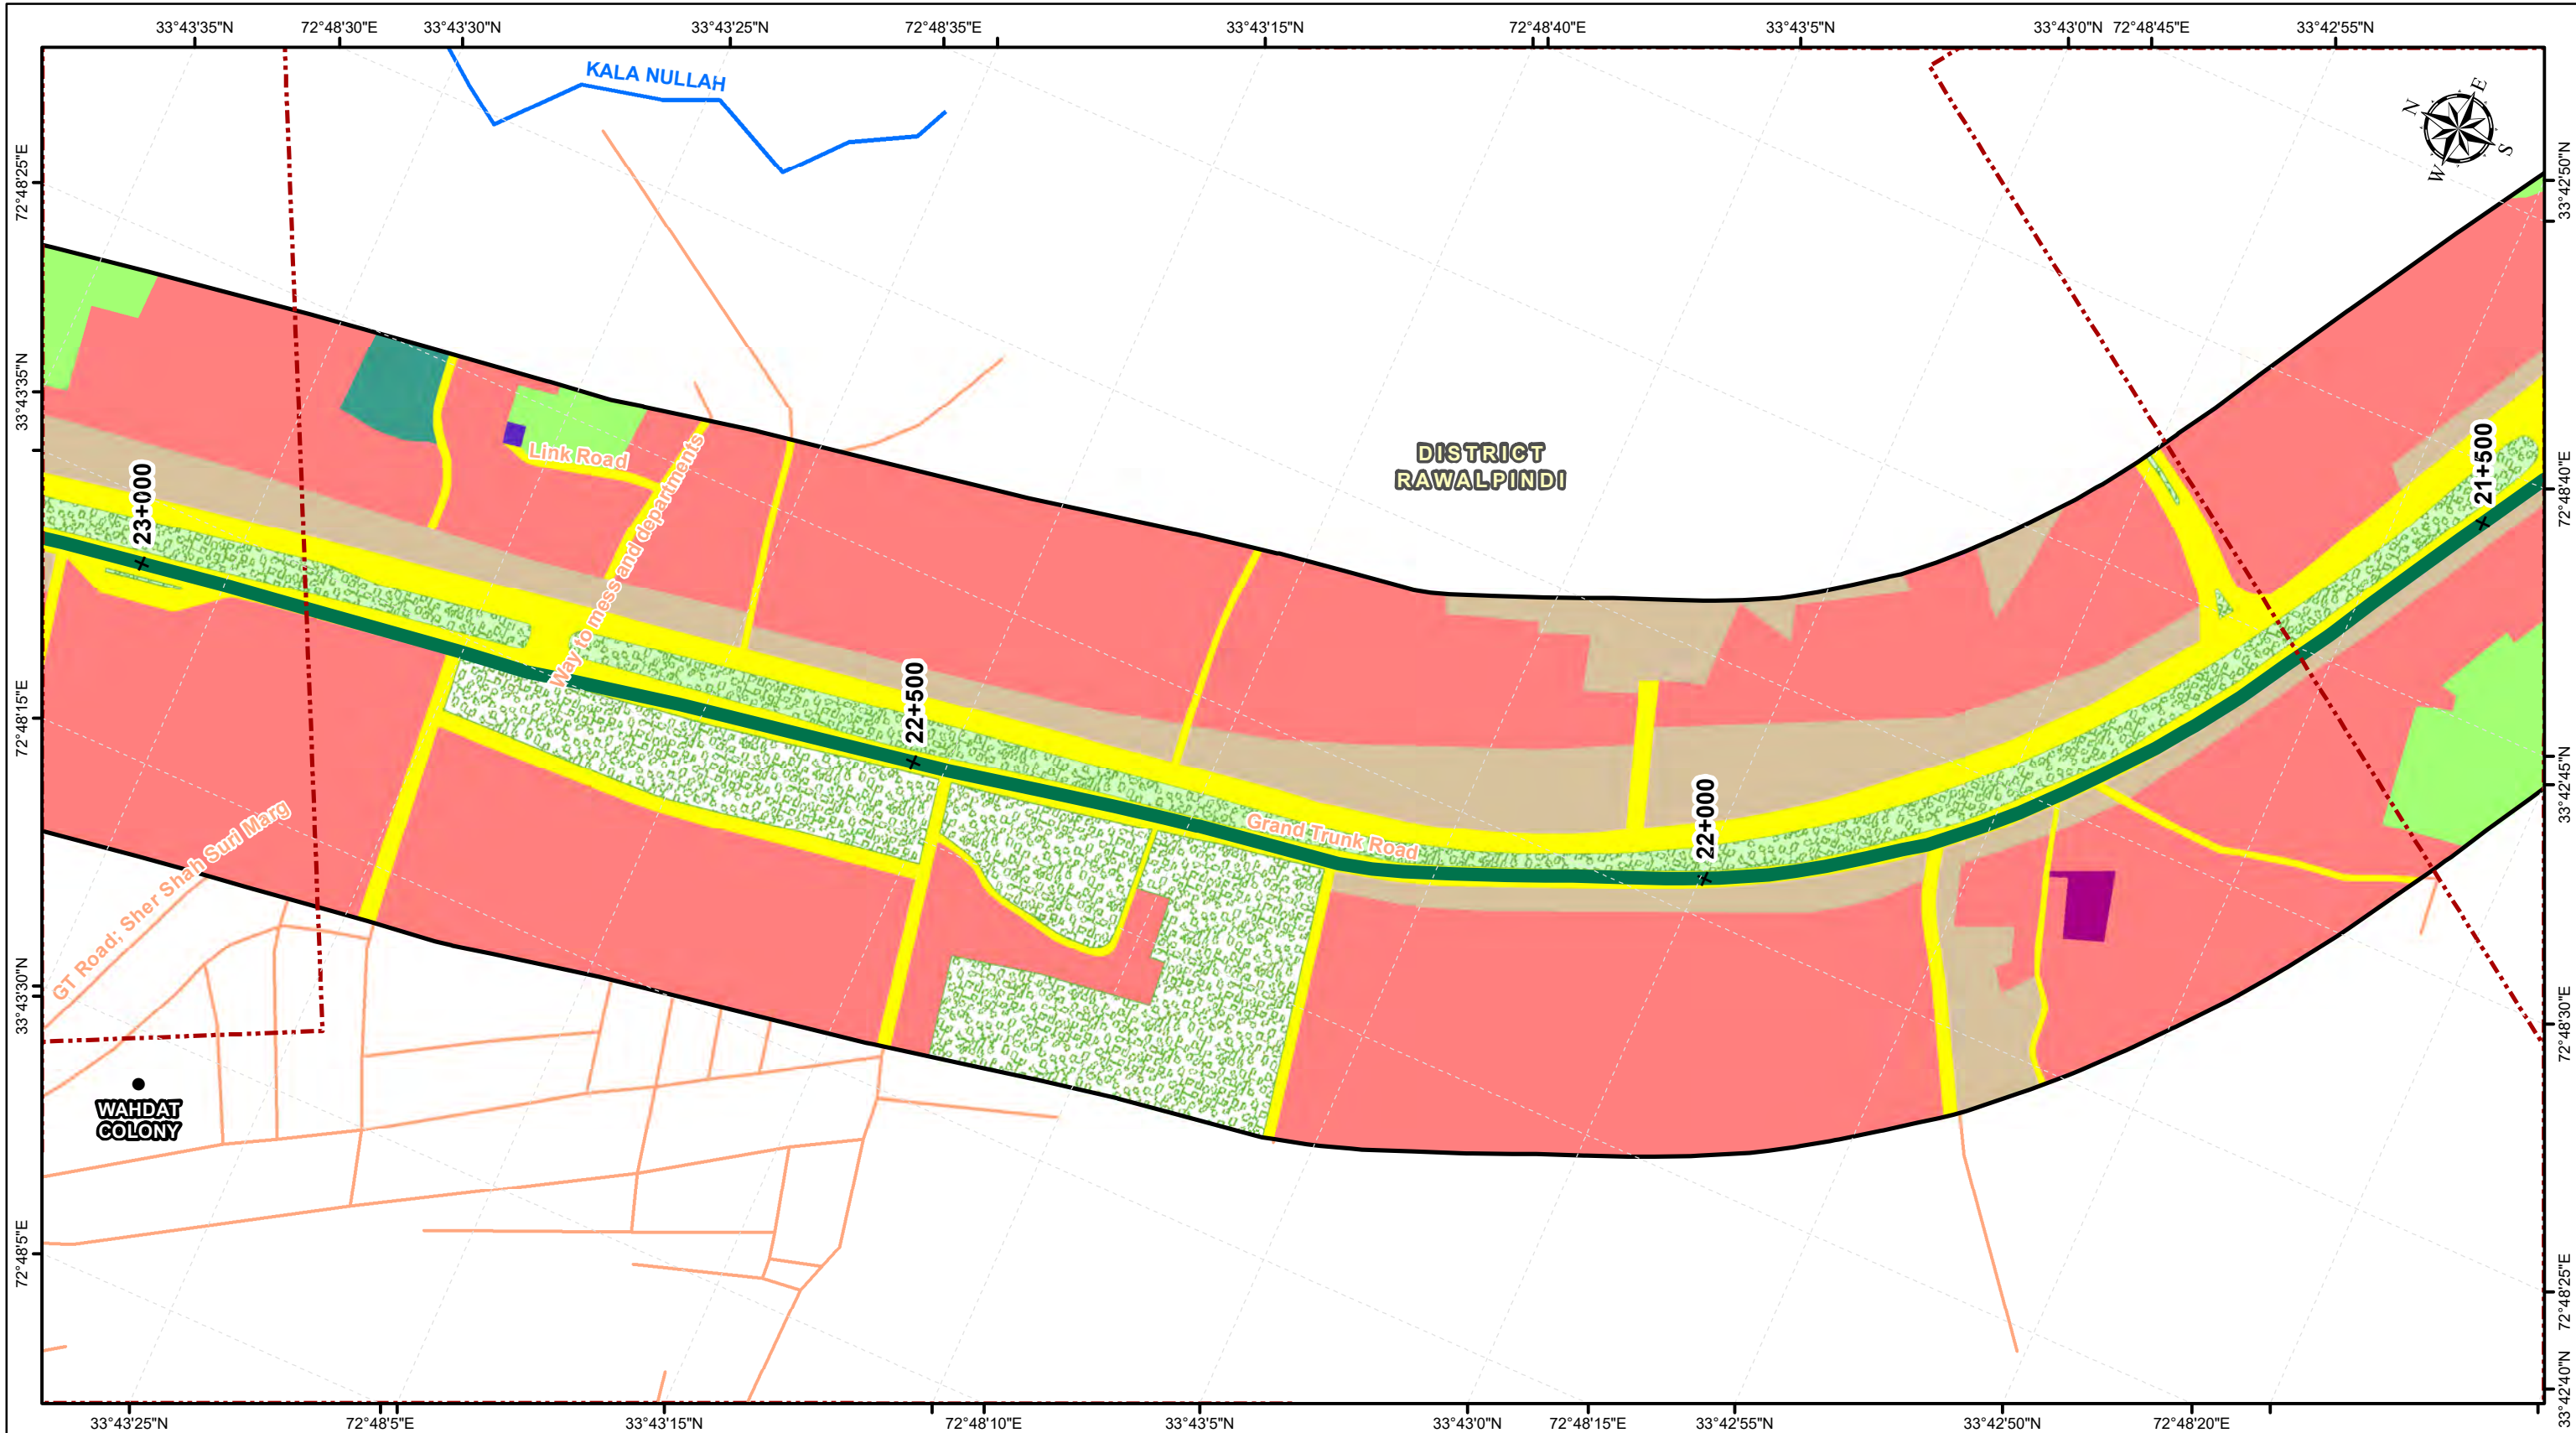 33°43'35"N
72°48'30"E
33°43'30"N
33°43'25"N
72°48'35"E
33°43'15"N
72°48'40"E
33°43'5"N
33°43'0"N
72°48'45"E
33°42'55"N
KALA NULLAH
N
E
S
W
72°48'25"E
33°43'35"N
72°48'15"E
33°43'30"N
72°48'5"E
33°42'50"N
72°48'40"E
33°42'45"N
72°48'30"E
72°48'25"E
33°42'40"N
DISTRICT
RAWALPINDI
Link Road
Way to mess and departments
23+000
22+500
22+000
21+500
Grand Trunk Road
GT Road; Sher Shah Suri Marg
WAHDAT
COLONY
33°43'25"N
72°48'5"E
33°43'15"N
72°48'10"E
33°43'5"N
33°43'0"N
72°48'15"E
33°42'55"N
33°42'50"N
72°48'20"E